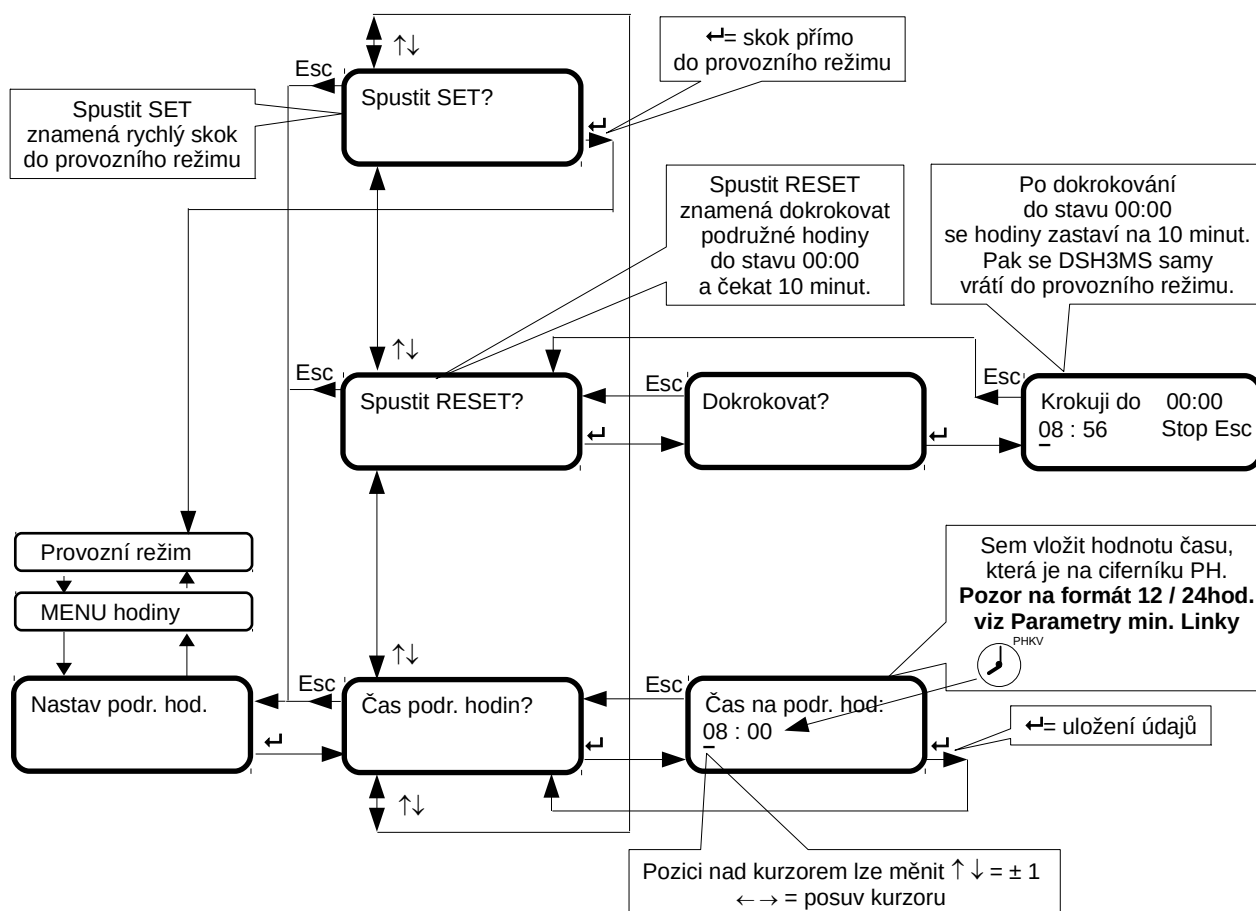 ↑↓
↵= skok přímo
do provozního režimu
Esc
Spustit SET?
Spustit SET
znamená rychlý skok
do provozního režimu
↵
Spustit RESET
znamená dokrokovat
podružné hodiny
do stavu 00:00
a čekat 10 minut.
Po dokrokování
do stavu 00:00
se hodiny zastaví na 10 minut.
Pak se DSH3MS samy
vrátí do provozního režimu.
↑↓
Esc
Spustit RESET?
↵
Esc
Dokrokovat?
↵
Esc
Krokuji do 00:00
08 : 56 Stop Esc
Provozní režim
MENU hodiny
Sem vložit hodnotu času,
která je na ciferníku PH.
Pozor na formát 12 / 24hod.
viz Parametry min. Linky
PHKV
↑↓
Nastav podr. hod.
↵
Esc
Čas podr. hodin?
↵
Esc
Čas na podr. hod:
08 : 00
↵
↵= uložení údajů
↑↓
Pozici nad kurzorem lze měnit ↑ ↓ = ± 1
← → = posuv kurzoru